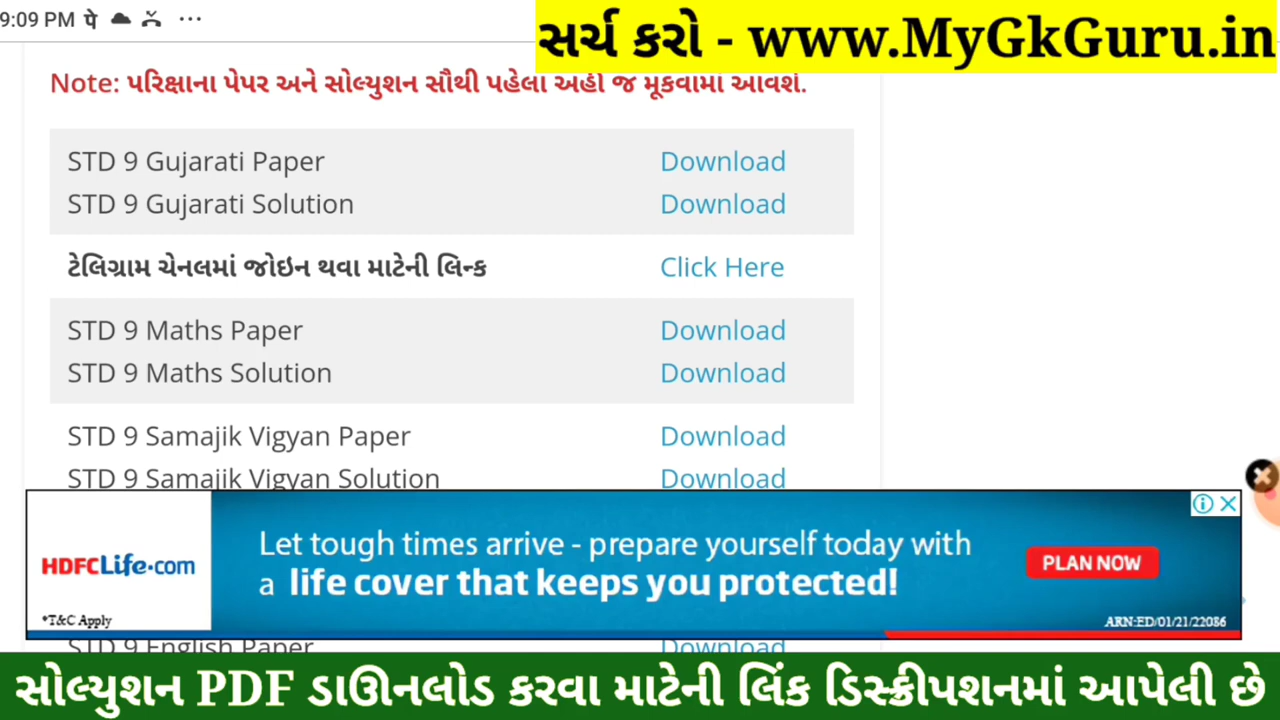 9:09 PM
સર્ચ કરો - www.MyGkGuru.in
Note: પરિક્ષાના પેપર અને સોલ્યુશન સૌથી પહેલા અહીં જ મૂકવામાં આવશે.
STD 9 Gujarati Paper Download
STD 9 Gujarati Solution Download
ટેલિગ્રામ ચેનલમાં જોઇન થવા માટેની લિન્ક Click Here
STD 9 Maths Paper Download
STD 9 Maths Solution Download
STD 9 Samajik Vigyan Paper Download
STD 9 Samajik Vigyan Solution Download
HDFCLife.com
*T&C Apply
Let tough times arrive - prepare yourself today with
a life cover that keeps you protected!
PLAN NOW
ARN:ED/01/21/22086
STD 9 English Paper Download
સોલ્યુશન PDF ડાઊનલોડ કરવા માટેની લિંક ડિસ્ક્રીપશનમાં આપેલી છે